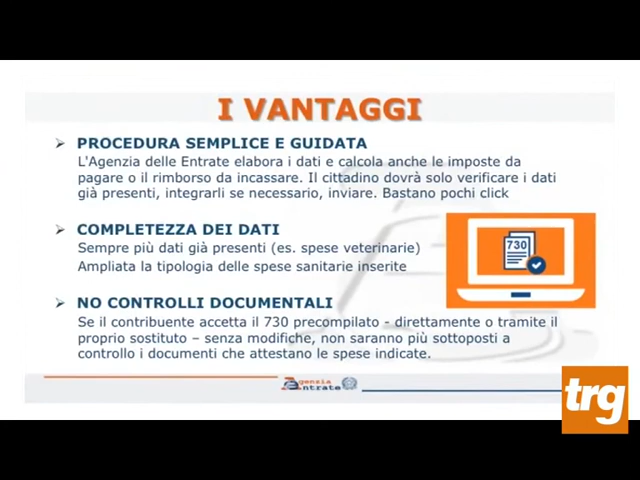 I VANTAGGI
➢ PROCEDURA SEMPLICE E GUIDATA
L'Agenzia delle Entrate elabora i dati e calcola anche le imposte da
pagare o il rimborso da incassare. Il cittadino dovrà solo verificare i dati
già presenti, integrarli se necessario, inviare. Bastano pochi click
➢ COMPLETEZZA DEI DATI
Sempre più dati già presenti (es. spese veterinarie)
Ampliata la tipologia delle spese sanitarie inserite
730
➢ NO CONTROLLI DOCUMENTALI
Se il contribuente accetta il 730 precompilato - direttamente o tramite il
proprio sostituto – senza modifiche, non saranno più sottoposti a
controllo i documenti che attestano le spese indicate.
Agenzia
Entrate
trg